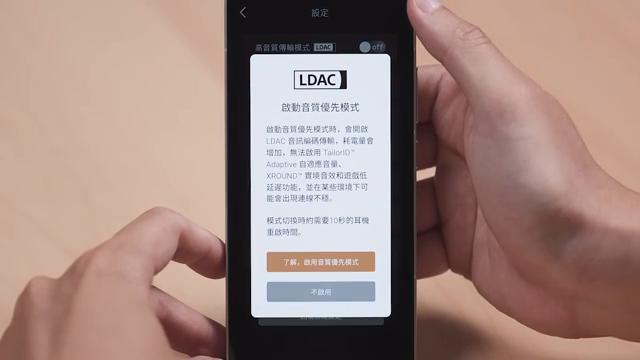 設定
高音質傳輸模式 LDAC off
LDAC
啟動音質優先模式
啟動音質優先模式時，會開啟
LDAC 音訊編碼傳輸，耗電量會
增加，無法啟用 TailorID™
Adaptive 自適應音量、
XROUND™ 實境音效和遊戲低
延遲功能，並在某些環境下可
能會出現連線不穩。
模式切換時約需要10秒的耳機
重啟時間。
了解，啟用音質優先模式
不啟用